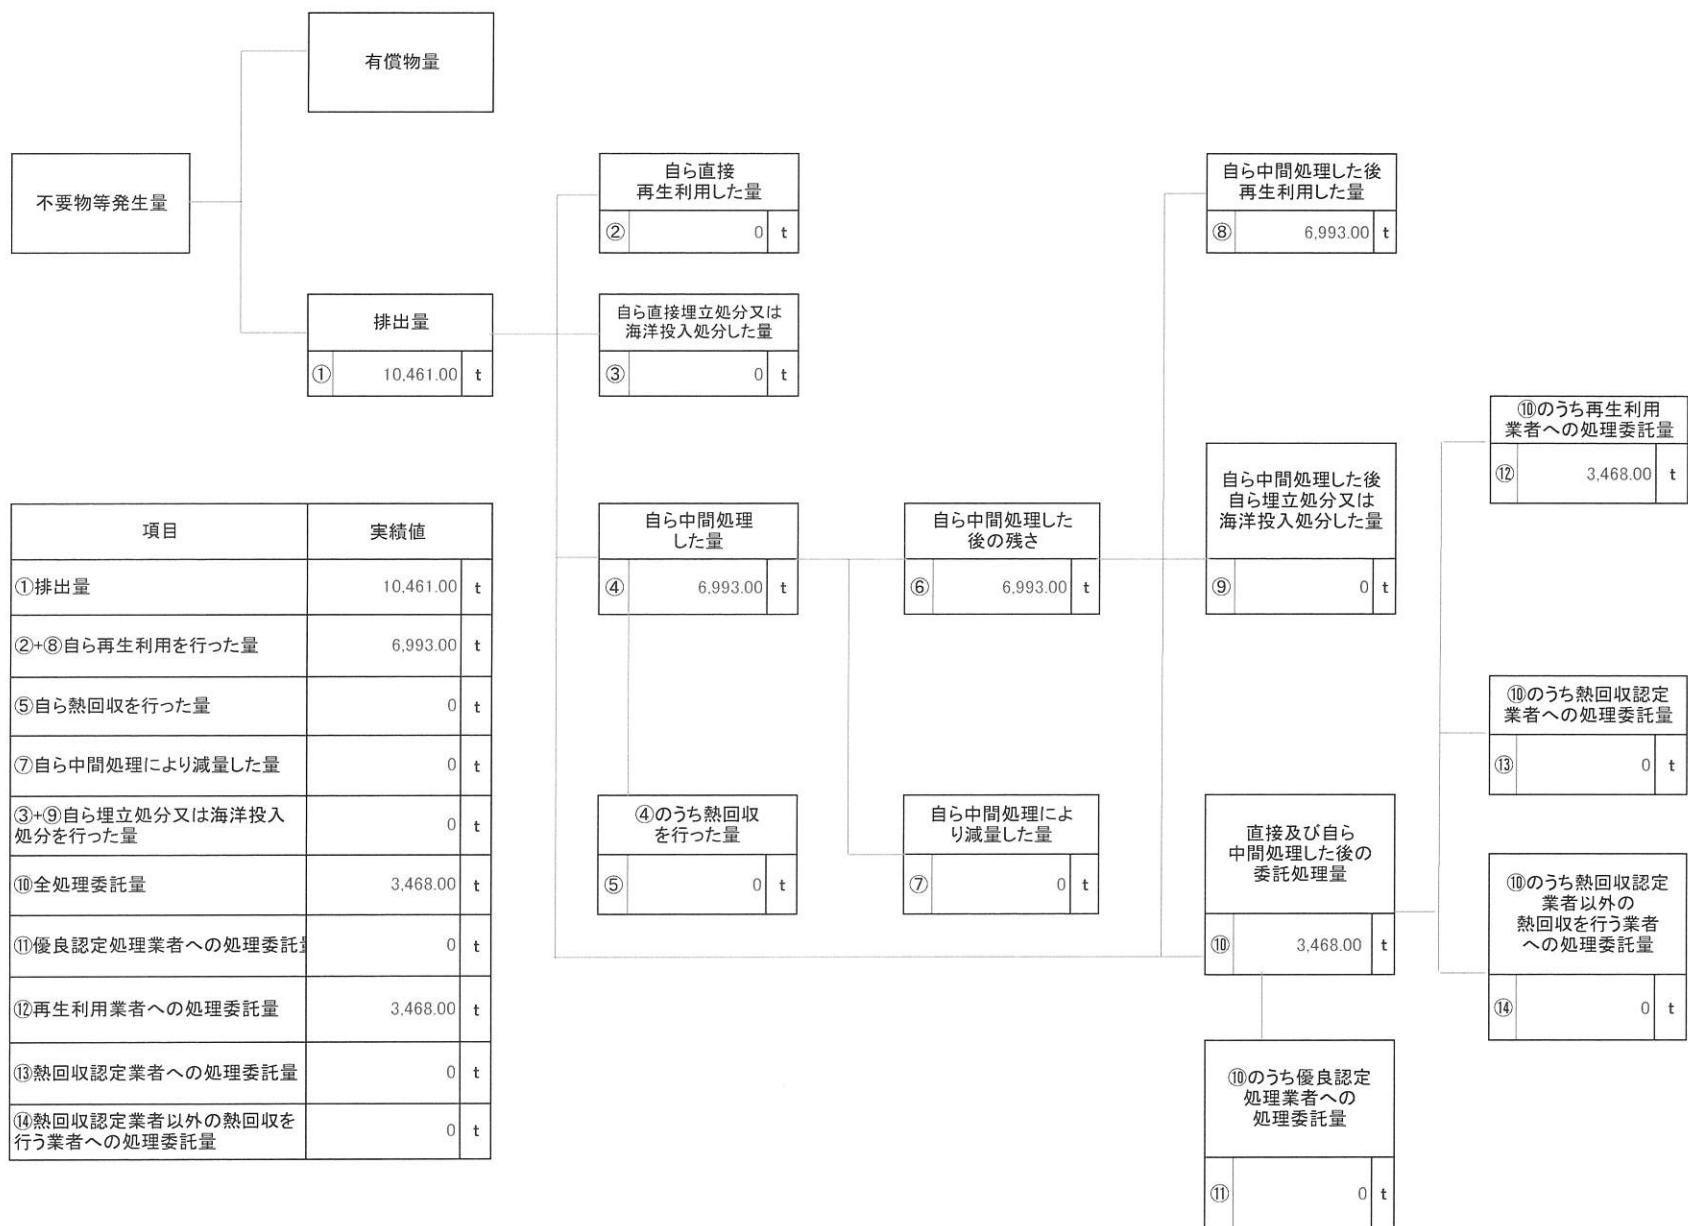 有償物量
不要物等発生量
排出量
① 10,461.00 t
自ら直接
再生利用した量
② 0 t
自ら直接埋立処分又は
海洋投入処分した量
③ 0 t
自ら中間処理
した量
④ 6,993.00 t
④のうち熱回収
を行った量
⑤ 0 t
自ら中間処理した
後の残さ
⑥ 6,993.00 t
自ら中間処理によ
り減量した量
⑦ 0 t
自ら中間処理した後
再生利用した量
⑧ 6,993.00 t
自ら中間処理した後
自ら埋立処分又は
海洋投入処分した量
⑨ 0 t
直接及び自ら
中間処理した後の
委託処理量
⑩ 3,468.00 t
⑩のうち優良認定
処理業者への
処理委託量
⑪ 0 t
⑩のうち再生利用
業者への処理委託量
⑫ 3,468.00 t
⑩のうち熱回収認定
業者への処理委託量
⑬ 0 t
⑩のうち熱回収認定
業者以外の
熱回収を行う業者
への処理委託量
⑭ 0 t
項目 実績値
①排出量 10,461.00 t
②+⑧自ら再生利用を行った量 6,993.00 t
⑤自ら熱回収を行った量 0 t
⑦自ら中間処理により減量した量 0 t
③+⑨自ら埋立処分又は海洋投入
処分を行った量 0 t
⑩全処理委託量 3,468.00 t
⑪優良認定処理業者への処理委託 0 t
⑫再生利用業者への処理委託量 3,468.00 t
⑬熱回収認定業者への処理委託量 0 t
⑭熱回収認定業者以外の熱回収を
行う業者への処理委託量 0 t